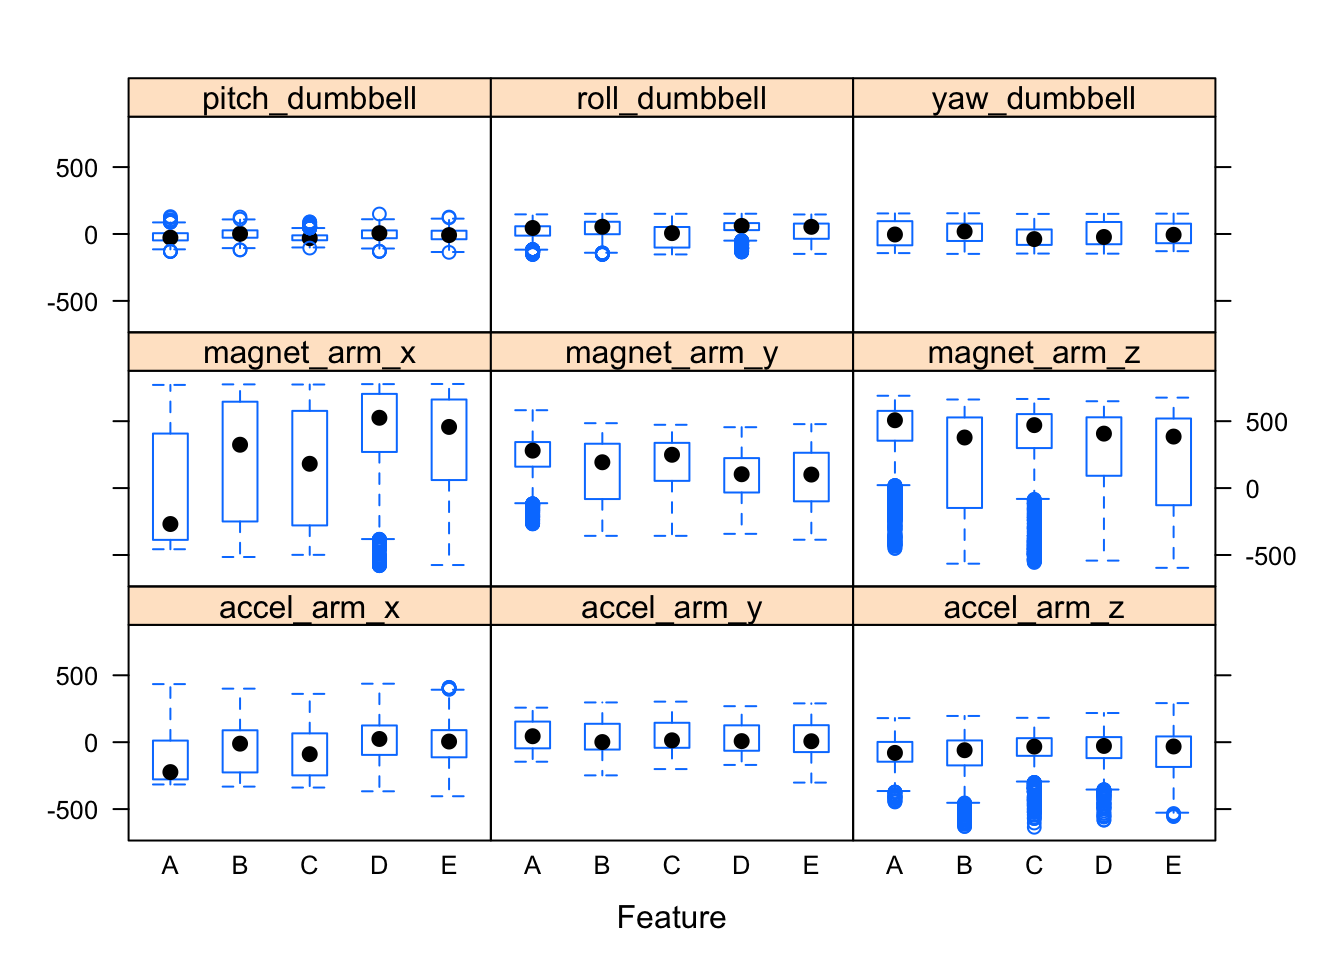 pitch_dumbbell roll_dumbbell yaw_dumbbell
500
0
-500
magnet_arm_x magnet_arm_y magnet_arm_z
500
0
-500
accel_arm_x accel_arm_y accel_arm_z
500
0
-500
A B C D E A B C D E A B C D E
Feature